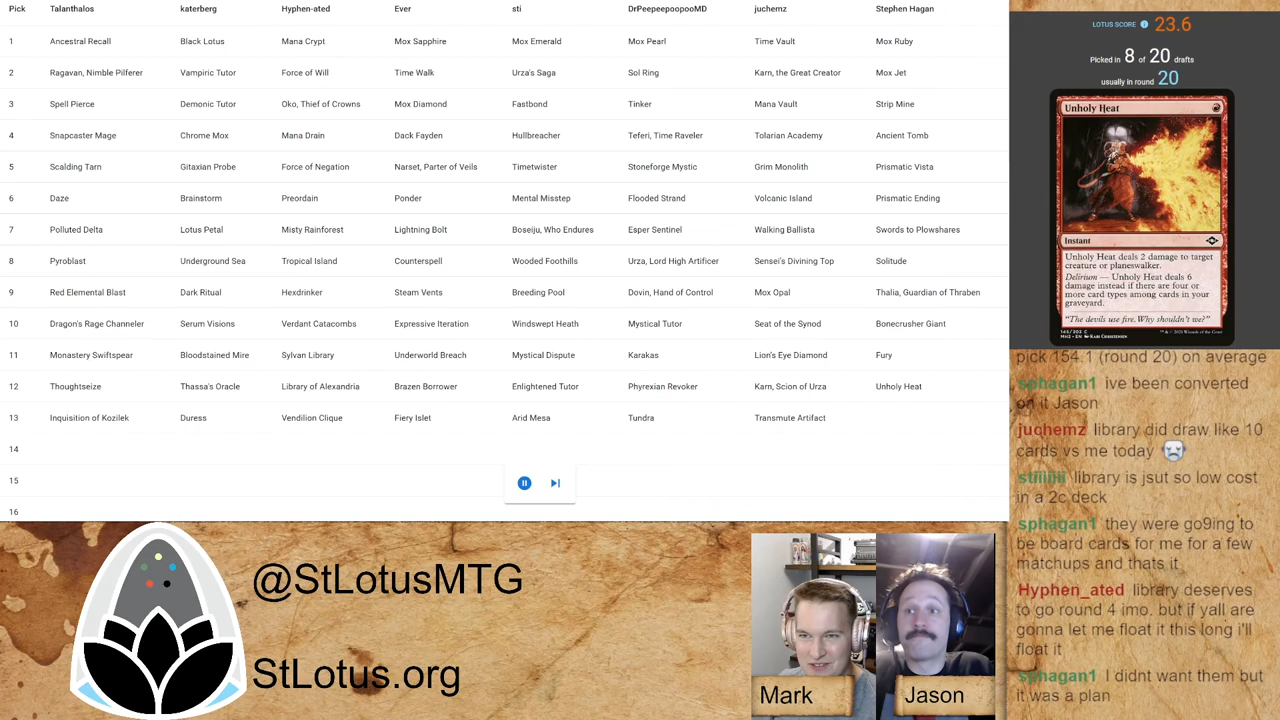 Pick Talanthalos katerberg Hyphen-ated Ever sti DrPeepeepoopooMD juchemz Stephen Hagan
1 Ancestral Recall Black Lotus Mana Crypt Mox Sapphire Mox Emerald Mox Pearl Time Vault Mox Ruby
2 Ragavan, Nimble Pilferer Vampiric Tutor Force of Will Time Walk Urza's Saga Sol Ring Karn, the Great Creator Mox Jet
3 Spell Pierce Demonic Tutor Oko, Thief of Crowns Mox Diamond Fastbond Tinker Mana Vault Strip Mine
4 Snapcaster Mage Chrome Mox Mana Drain Dack Fayden Hullbreacher Teferi, Time Raveler Tolarian Academy Ancient Tomb
5 Scalding Tarn Gitaxian Probe Force of Negation Narset, Parter of Veils Timetwister Stoneforge Mystic Grim Monolith Prismatic Vista
6 Daze Brainstorm Preordain Ponder Mental Misstep Flooded Strand Volcanic Island Prismatic Ending
7 Polluted Delta Lotus Petal Misty Rainforest Lightning Bolt Boseiju, Who Endures Esper Sentinel Walking Ballista Swords to Plowshares
8 Pyroblast Underground Sea Tropical Island Counterspell Wooded Foothills Urza, Lord High Artificer Sensei's Divining Top Solitude
9 Red Elemental Blast Dark Ritual Hexdrinker Steam Vents Breeding Pool Dovin, Hand of Control Mox Opal Thalia, Guardian of Thraben
10 Dragon's Rage Channeler Serum Visions Verdant Catacombs Expressive Iteration Windswept Heath Mystical Tutor Seat of the Synod Bonecrusher Giant
11 Monastery Swiftspear Bloodstained Mire Sylvan Library Underworld Breach Mystical Dispute Karakas Lion's Eye Diamond Fury
12 Thoughtseize Thassa's Oracle Library of Alexandria Brazen Borrower Enlightened Tutor Phyrexian Revoker Karn, Scion of Urza Unholy Heat
13 Inquisition of Kozilek Duress Vendilion Clique Fiery Islet Arid Mesa Tundra Transmute Artifact
14
15
16
LOTUS SCORE 23.6
Picked in 8 of 20 drafts
usually in round 20
Unholy Heat
Instant
Unholy Heat deals 2 damage to target
creature or planeswalker.
Delirium — Unholy Heat deals 6
damage instead if there are four or
more card types among cards in your
graveyard.
"The devils use fire. Why shouldn't we?"
pick 154.1 (round 20) on average
sphagan1 ive been converted
on it Jason
juchemz library did draw like 10
cards vs me today
stiiiiiii library is jsut so low cost
in a 2c deck
sphagan1 they were go9ing to
be board cards for me for a few
matchups and thats it
Hyphen_ated library deserves
to go round 4 imo. but if yall are
gonna let me float it this long i'll
float it
sphagan1 I didnt want them but
it was a plan
@StLotusMTG
StLotus.org
Mark
Jason